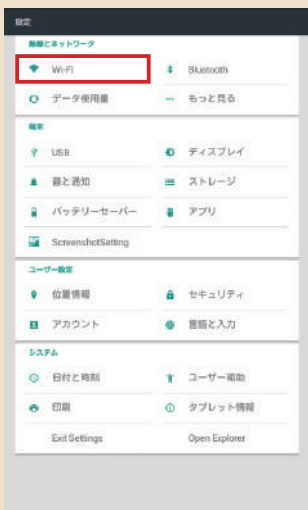 設定
無線とネットワーク
Wi-Fi
Bluetooth
データ使用量
もっと見る
端末
USB
ディスプレイ
音と通知
ストレージ
バッテリーセーバー
アプリ
ScreenshotSetting
ユーザー設定
位置情報
セキュリティ
アカウント
言語と入力
システム
日付と時刻
ユーザー補助
印刷
タブレット情報
Exit Settings
Open Explorer